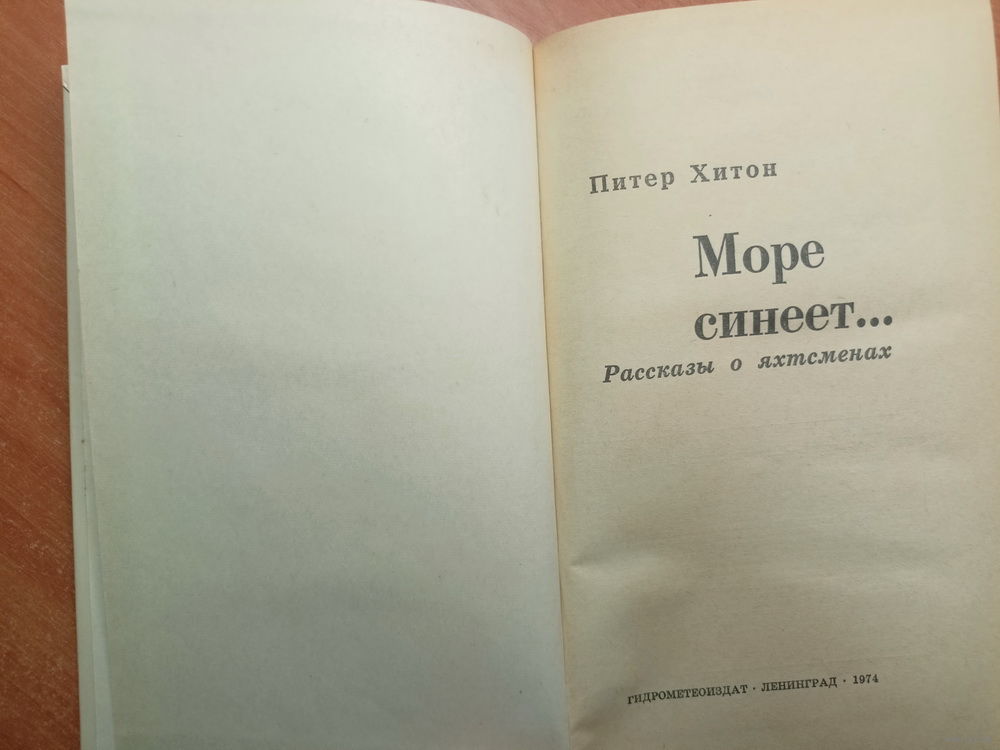 Питер Хитон
Море
синеет...
Рассказы о яхтсменах
ГИДРОМЕТЕОИЗДАТ · ЛЕНИНГРАД · 1974